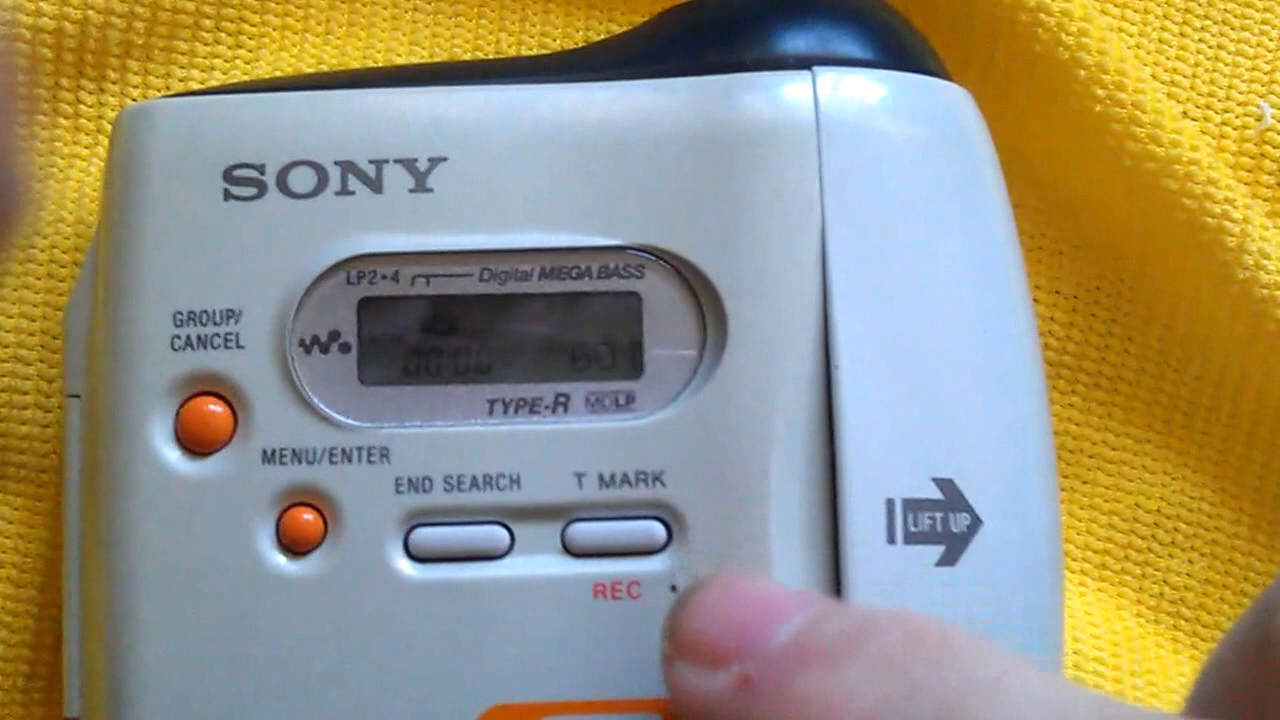 SONY
LP2•4 Digital MEGA BASS
GROUP/
CANCEL
TYPE-R MDLP
MENU/ENTER
END SEARCH
T MARK
REC
LIFT UP